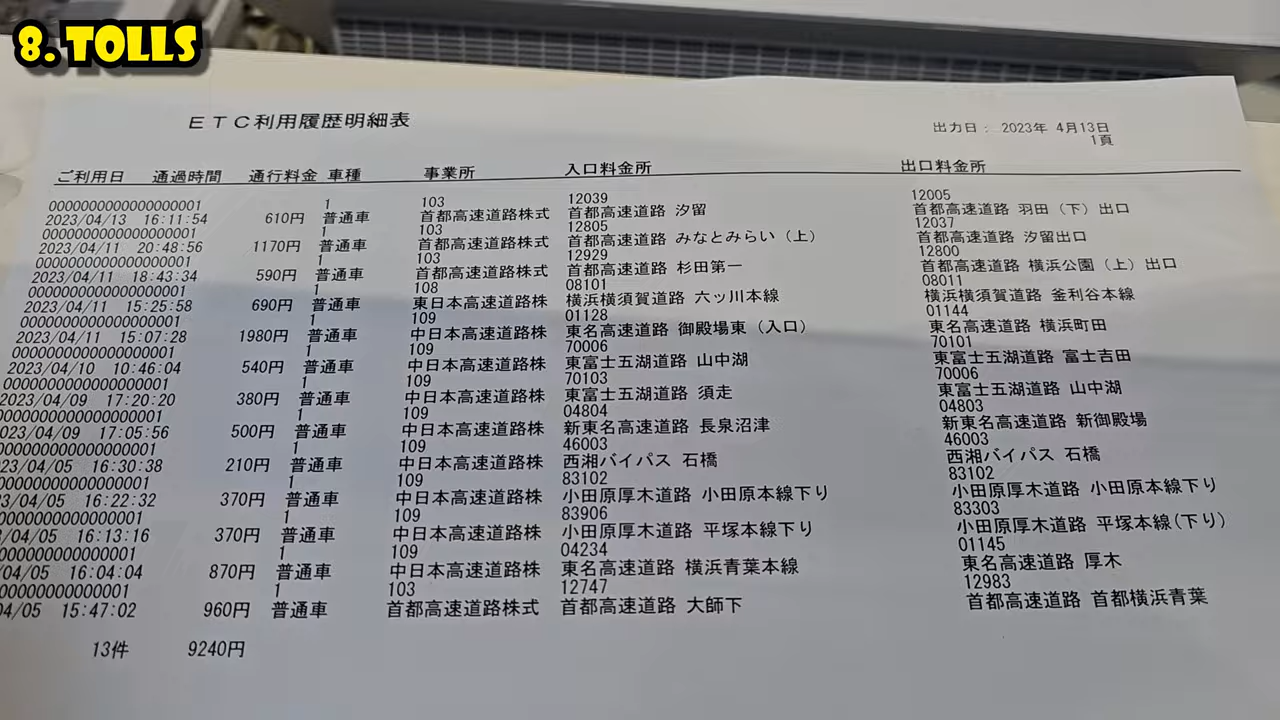 8. TOLLS
ETC利用履歴明細表
出力日： 2023年 4月13日
1頁
ご利用日 通過時間 通行料金 車種 事業所 入口料金所 出口料金所
0000000000000000001 1 103 12039 12005
2023/04/13 16:11:54 610円 普通車 首都高速道路株式 首都高速道路 汐留 首都高速道路 羽田（下）出口
0000000000000000001 1 103 12805 12037
2023/04/11 20:48:56 1170円 普通車 首都高速道路株式 首都高速道路 みなとみらい（上） 首都高速道路 汐留出口
0000000000000000001 1 103 12929 12800
2023/04/11 18:43:34 590円 普通車 首都高速道路株式 首都高速道路 杉田第一 首都高速道路 横浜公園（上）出口
0000000000000000001 1 108 08101 08011
2023/04/11 15:25:58 690円 普通車 東日本高速道路株 横浜横須賀道路 六ッ川本線 横浜横須賀道路 釜利谷本線
0000000000000000001 1 109 01128 01144
2023/04/11 15:07:28 1980円 普通車 中日本高速道路株 東名高速道路 御殿場東（入口） 東名高速道路 横浜町田
0000000000000000001 1 109 70006 70101
2023/04/10 10:46:04 540円 普通車 中日本高速道路株 東富士五湖道路 山中湖 東富士五湖道路 富士吉田
0000000000000000001 1 109 70103 70006
2023/04/09 17:20:20 380円 普通車 中日本高速道路株 東富士五湖道路 須走 東富士五湖道路 山中湖
0000000000000000001 1 109 04804 04803
023/04/09 17:05:56 500円 普通車 中日本高速道路株 新東名高速道路 長泉沼津 新東名高速道路 新御殿場
000000000000000001 1 109 46003 46003
23/04/05 16:30:38 210円 普通車 中日本高速道路株 西湘バイパス 石橋 西湘バイパス 石橋
00000000000000001 1 109 83102 83102
3/04/05 16:22:32 370円 普通車 中日本高速道路株 小田原厚木道路 小田原本線下り 小田原厚木道路 小田原本線下り
0000000000000001 1 109 83906 83303
/04/05 16:13:16 370円 普通車 中日本高速道路株 小田原厚木道路 平塚本線下り 小田原厚木道路 平塚本線(下り)
000000000000001 1 109 04234 01145
/04/05 16:04:04 870円 普通車 中日本高速道路株 東名高速道路 横浜青葉本線 東名高速道路 厚木
00000000000001 1 103 12747 12983
04/05 15:47:02 960円 普通車 首都高速道路株式 首都高速道路 大師下 首都高速道路 首都横浜青葉
13件 9240円